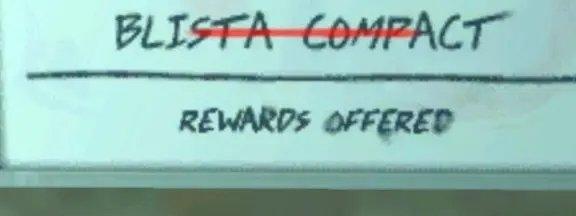 BLISTA COMPACT
REWARDS OFFERED